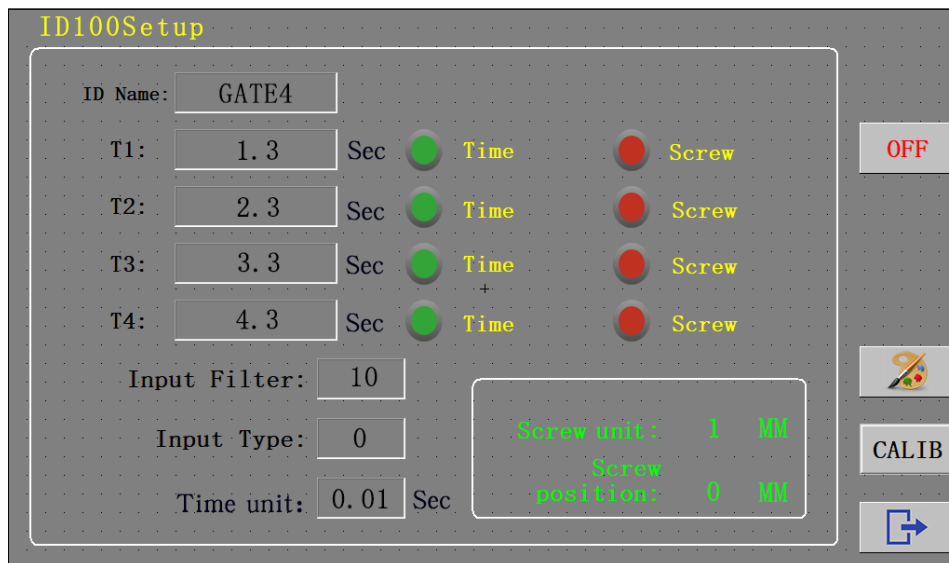 ID100Setup
ID Name: GATE4
T1: 1.3 Sec Time Screw
OFF
T2: 2.3 Sec Time Screw
T3: 3.3 Sec Time Screw
T4: 4.3 Sec Time Screw
Input Filter: 10
Input Type: 0
Screw unit: 1 MM
CALIB
Screw
position: 0 MM
Time unit: 0.01 Sec